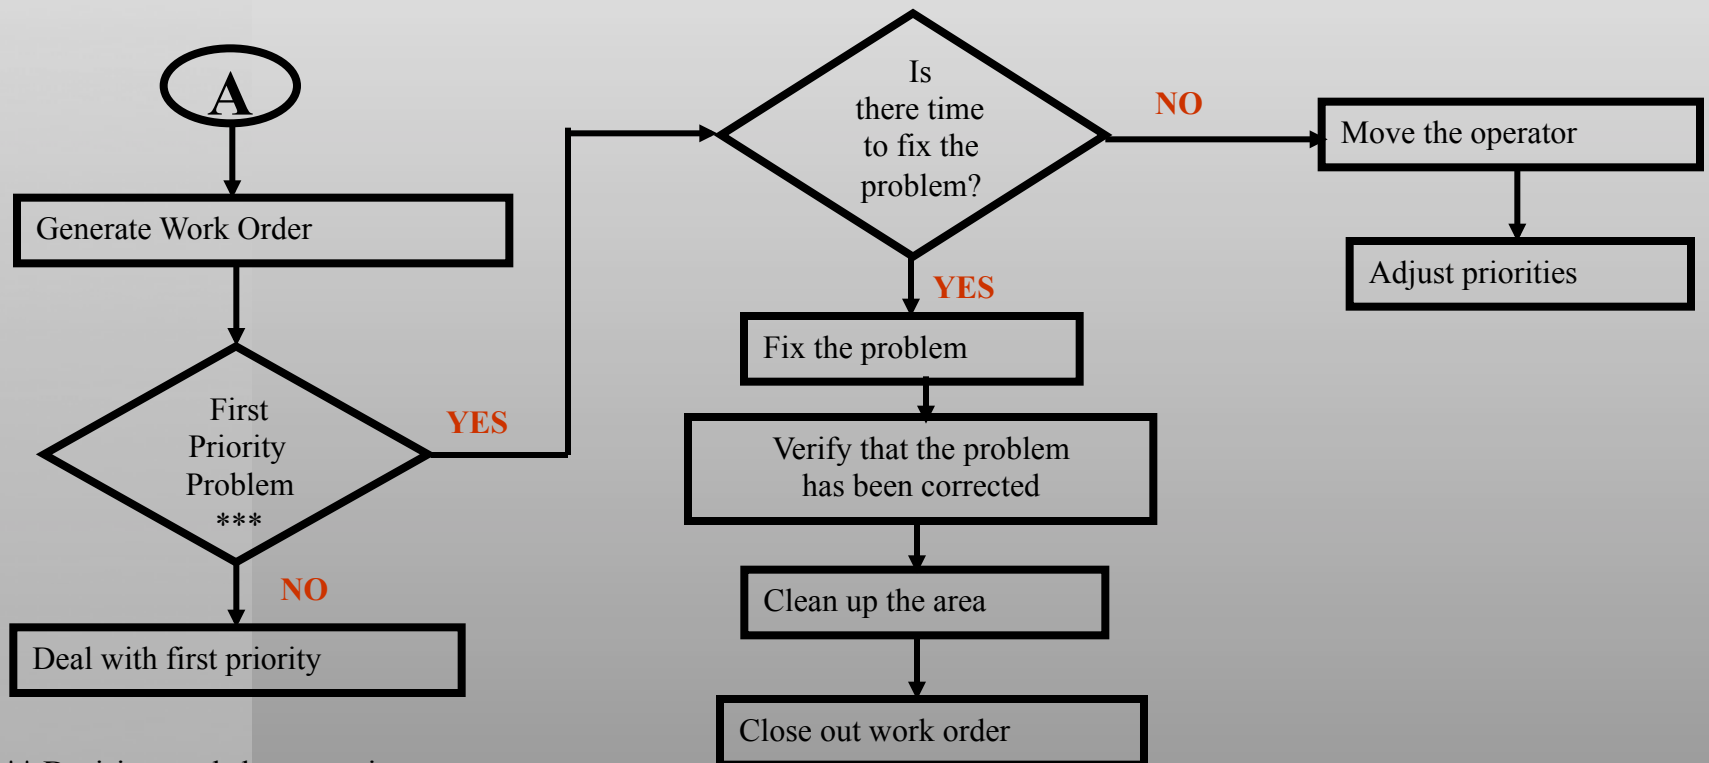 A
Generate Work Order
First
Priority
Problem
***
YES
NO
Deal with first priority
Is
there time
to fix the
problem?
NO
Move the operator
Adjust priorities
YES
Fix the problem
Verify that the problem
has been corrected
Clean up the area
Close out work order